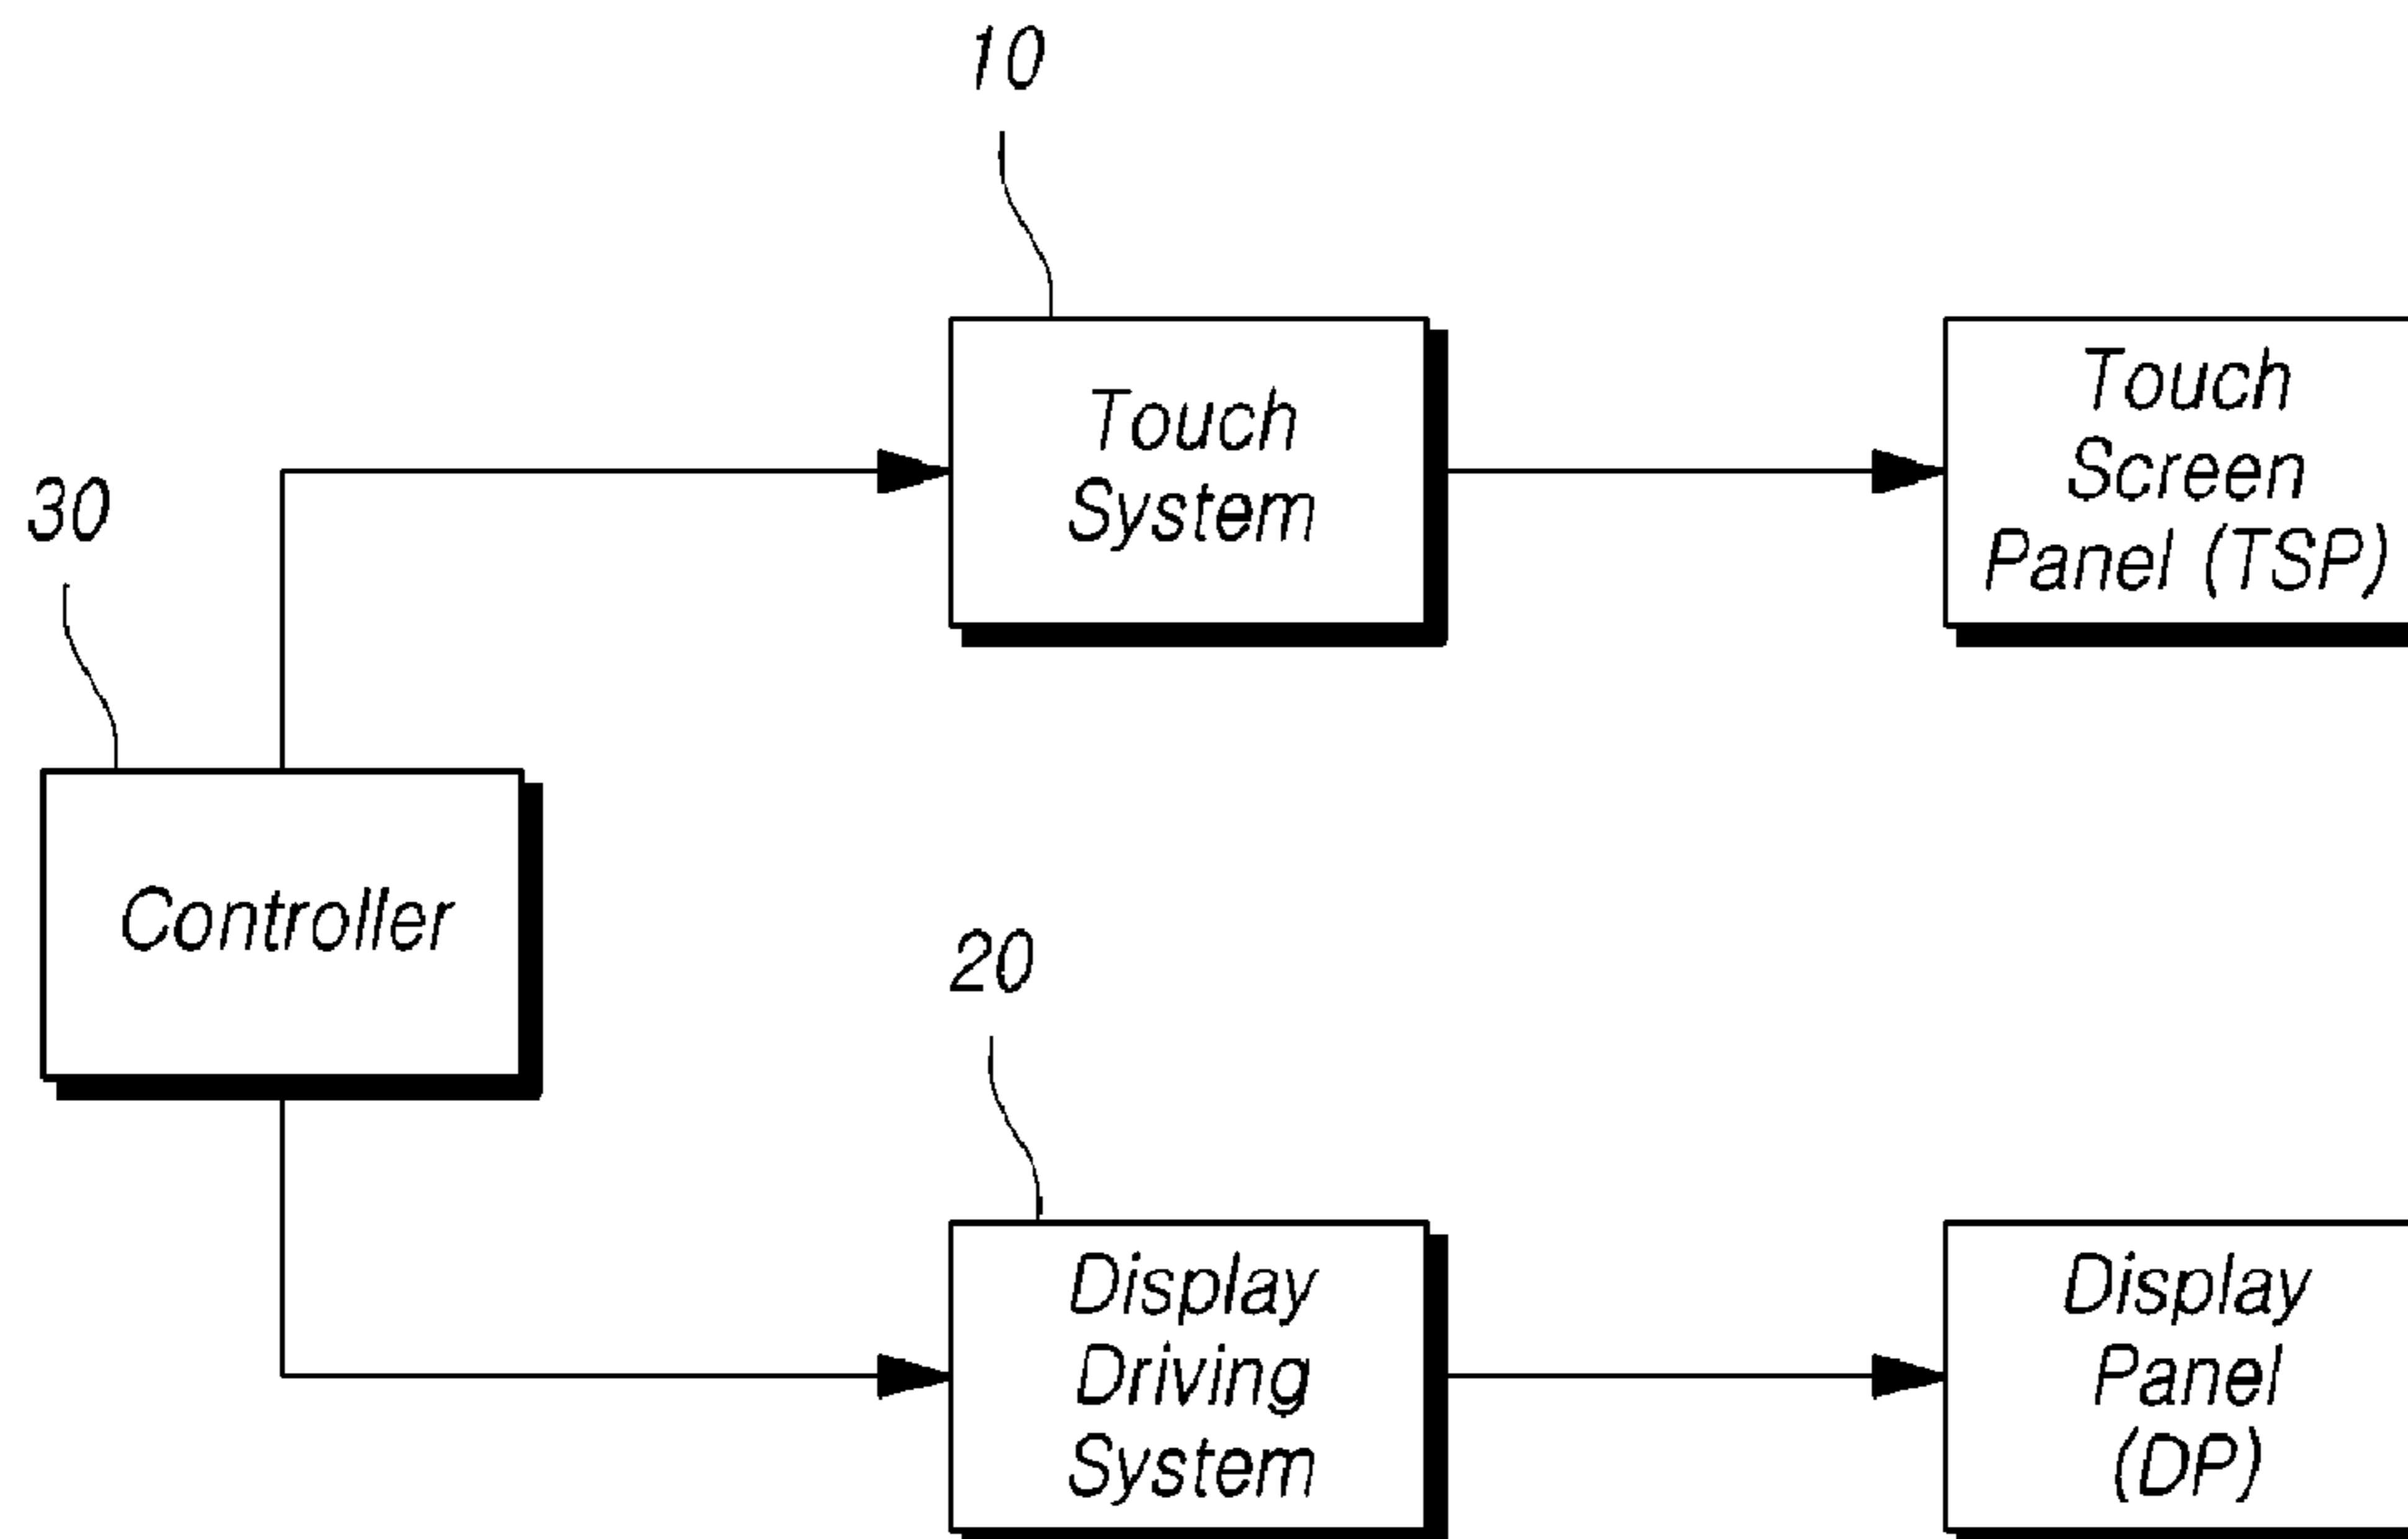 10
Touch
System
Touch
Screen
Panel (TSP)
30
Controller
20
Display
Driving
System
Display
Panel
(DP)